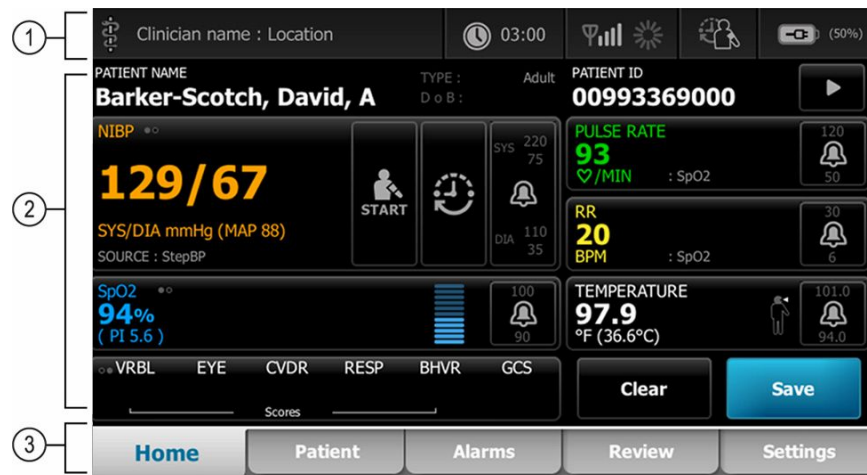 1
Clinician name : Location
03:00
(50%)
2
PATIENT NAME
Barker-Scotch, David, A
TYPE :
Adult
D o B :
PATIENT ID
00993369000
NIBP
129/67
SYS/DIA mmHg (MAP 88)
SOURCE : StepBP
START
SYS 220
75
DIA 110
35
PULSE RATE
93
/MIN : SpO2
120
50
RR
20
BPM : SpO2
30
6
SpO2
94%
( PI 5.6 )
100
90
TEMPERATURE
97.9
°F (36.6°C)
101.0
94.0
VRBL EYE CVDR RESP BHVR GCS
Scores
Clear
Save
3
Home Patient Alarms Review Settings